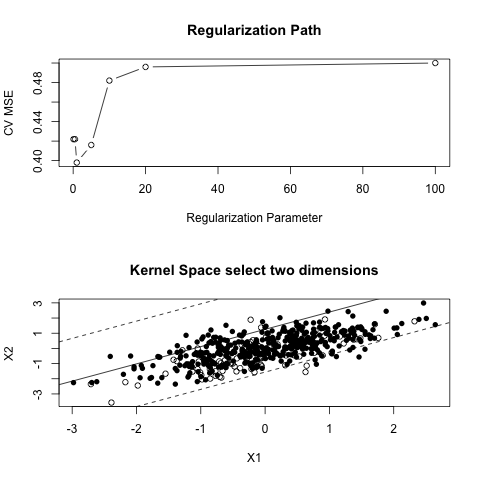 Regularization Path
CV MSE
0.40 0.44 0.48
0 20 40 60 80 100
Regularization Parameter
Kernel Space select two dimensions
X2
-3 -1 1 3
-3 -2 -1 0 1 2
X1